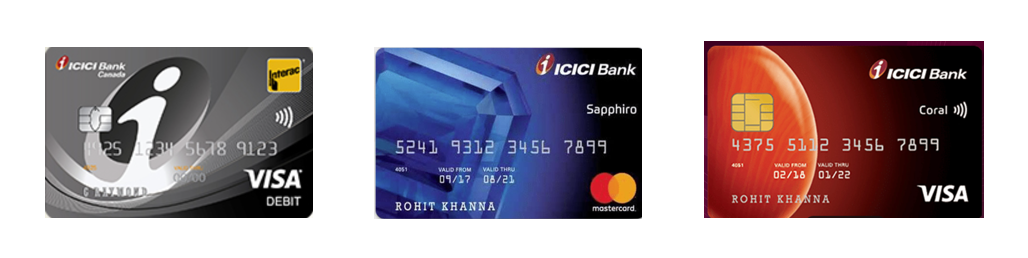 ICICI Bank
Canada
Interac
1234 5678 9123
VISA
DEBIT
ICICI Bank
Sapphiro
5241 9312 3456 7899
4051 VALID FROM VALID THRU
09/17 08/21
ROHIT KHANNA
mastercard.
ICICI Bank
Coral
4375 5112 3456 7899
4051 VALID FROM VALID THRU
02/18 01/22
ROHIT KHANNA
VISA